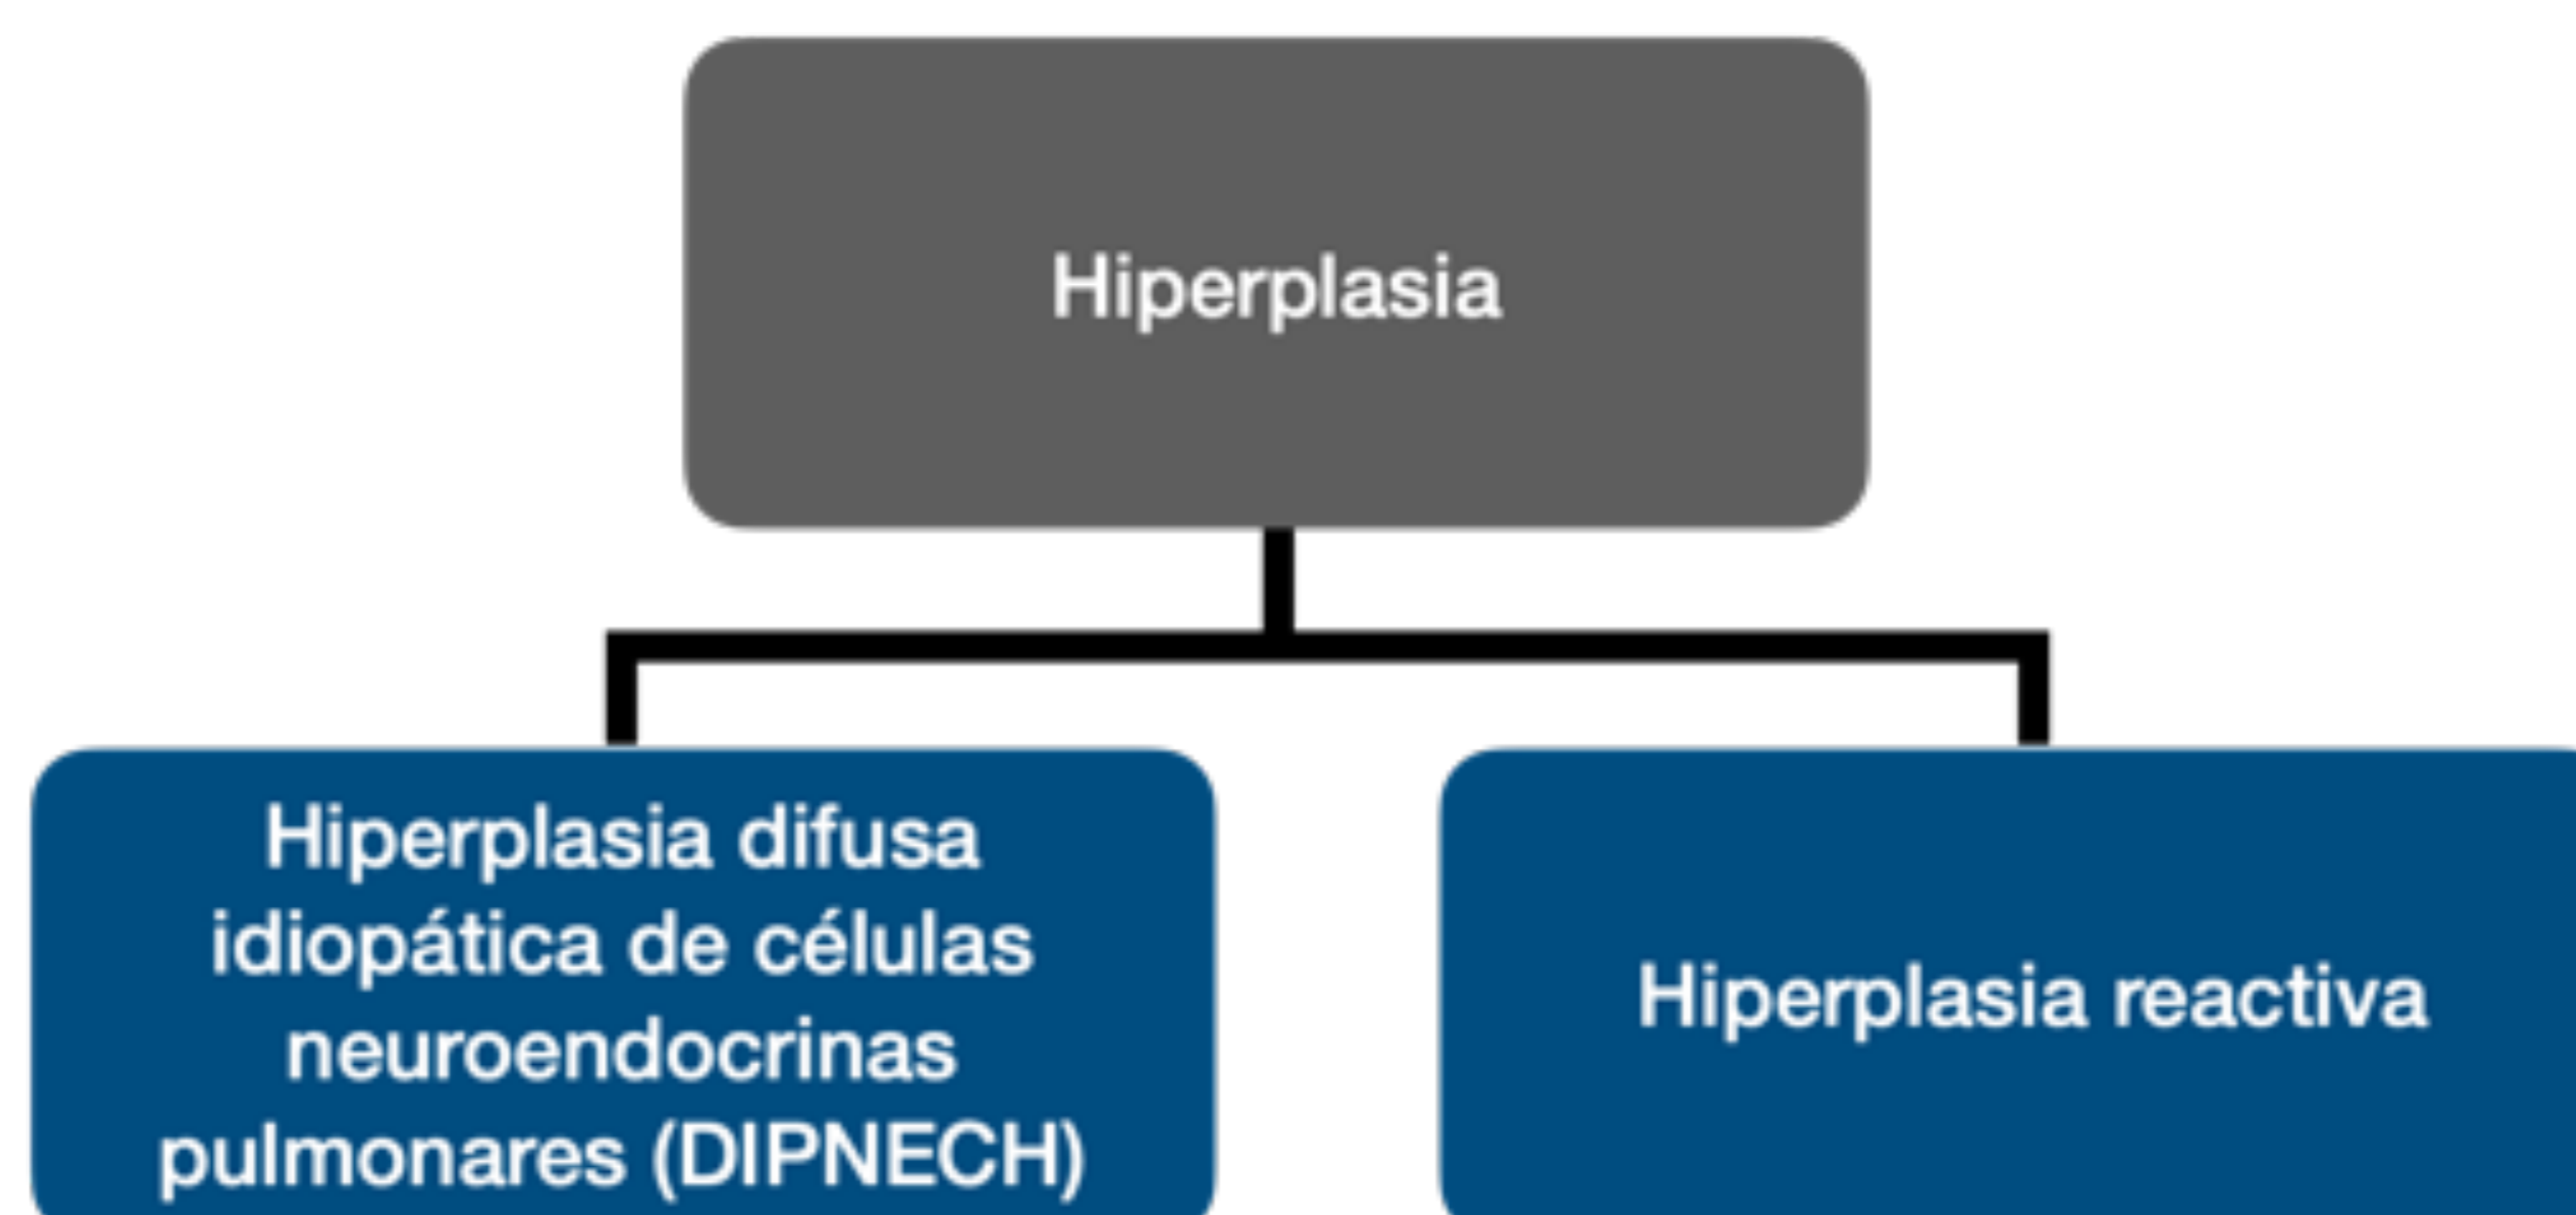 Hiperplasia
Hiperplasia difusa
idiopática de células
neuroendocrinas
pulmonares (DIPNECH)
Hiperplasia reactiva